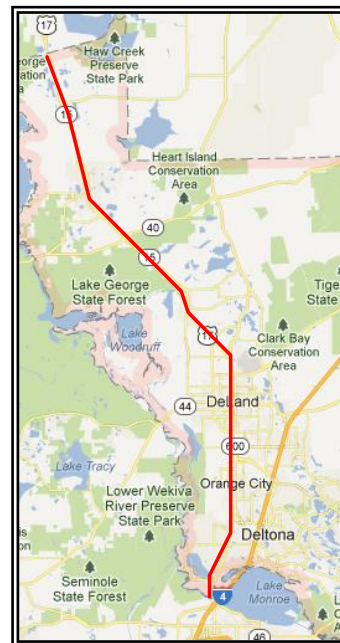 17
Haw Creek
Preserve
State Park
George
15
Heart Island
Conservation
Area
40
15
Lake George
State Forest
Lake
Woodruff
17
Clark Bay
Conservation
Area
44
DeLand
600
Lake Tracy
Orange City
Lower Wekiva
River Preserve
State Park
Deltona
Seminole
State Forest
4
Lake
Monroe
46